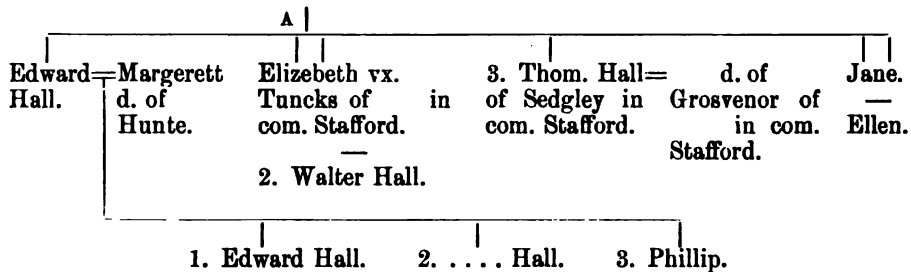 A
Edward=Margerett Elizebeth vx. 3. Thom. Hall= d. of Jane.
Hall. d. of Tuncks of in of Sedgley in Grosvenor of —
Hunte. com. Stafford. com. Stafford. in com. Ellen.
— Stafford.
2. Walter Hall.
1. Edward Hall. 2. . . . . Hall. 3. Phillip.